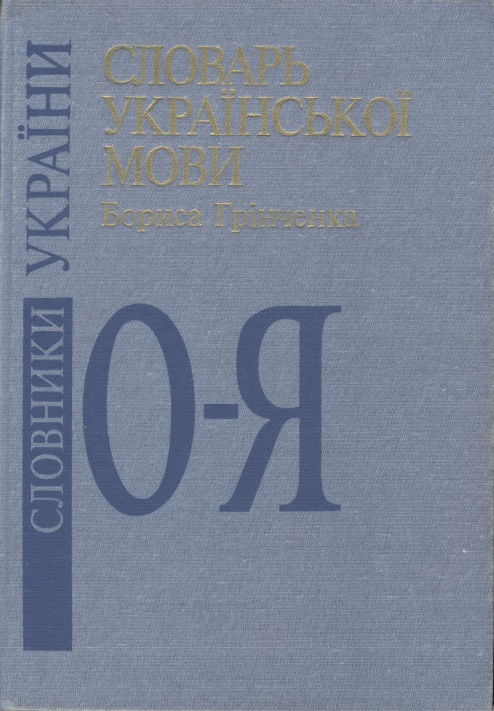 СЛОВАРЬ
УКРАЇНСЬКОЇ
МОВИ
Бориса Грінченка
О-Я
СЛОВНИКИ УКРАЇНИ